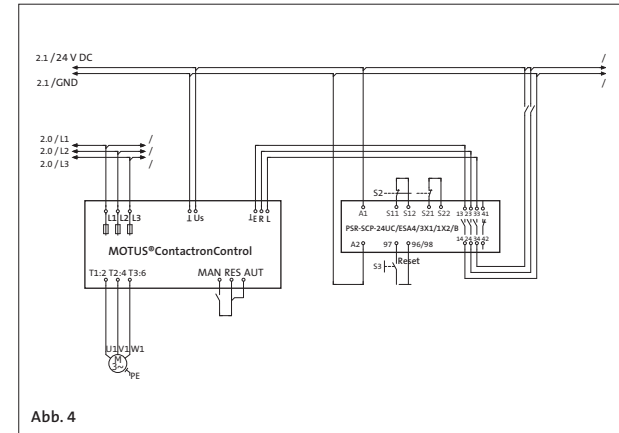 2.1 / 24 V DC /
2.1 /GND /
2.0 / L1 /
2.0 / L2 /
2.0 / L3 /
L1 L2 L3 ⊥ Us ⊥ E R L
MOTUS®ContactronControl
T1:2 T2:4 T3:6 MAN RES AUT
U1 V1 W1
M
3~
PE
S2
A1 S11 S12 S21 S22 13 23 33 41
PSR-SCP-24UC/ESA4/3X1/1X2/B
A2 97 96/98 14 24 34 42
Reset
S3
Abb. 4